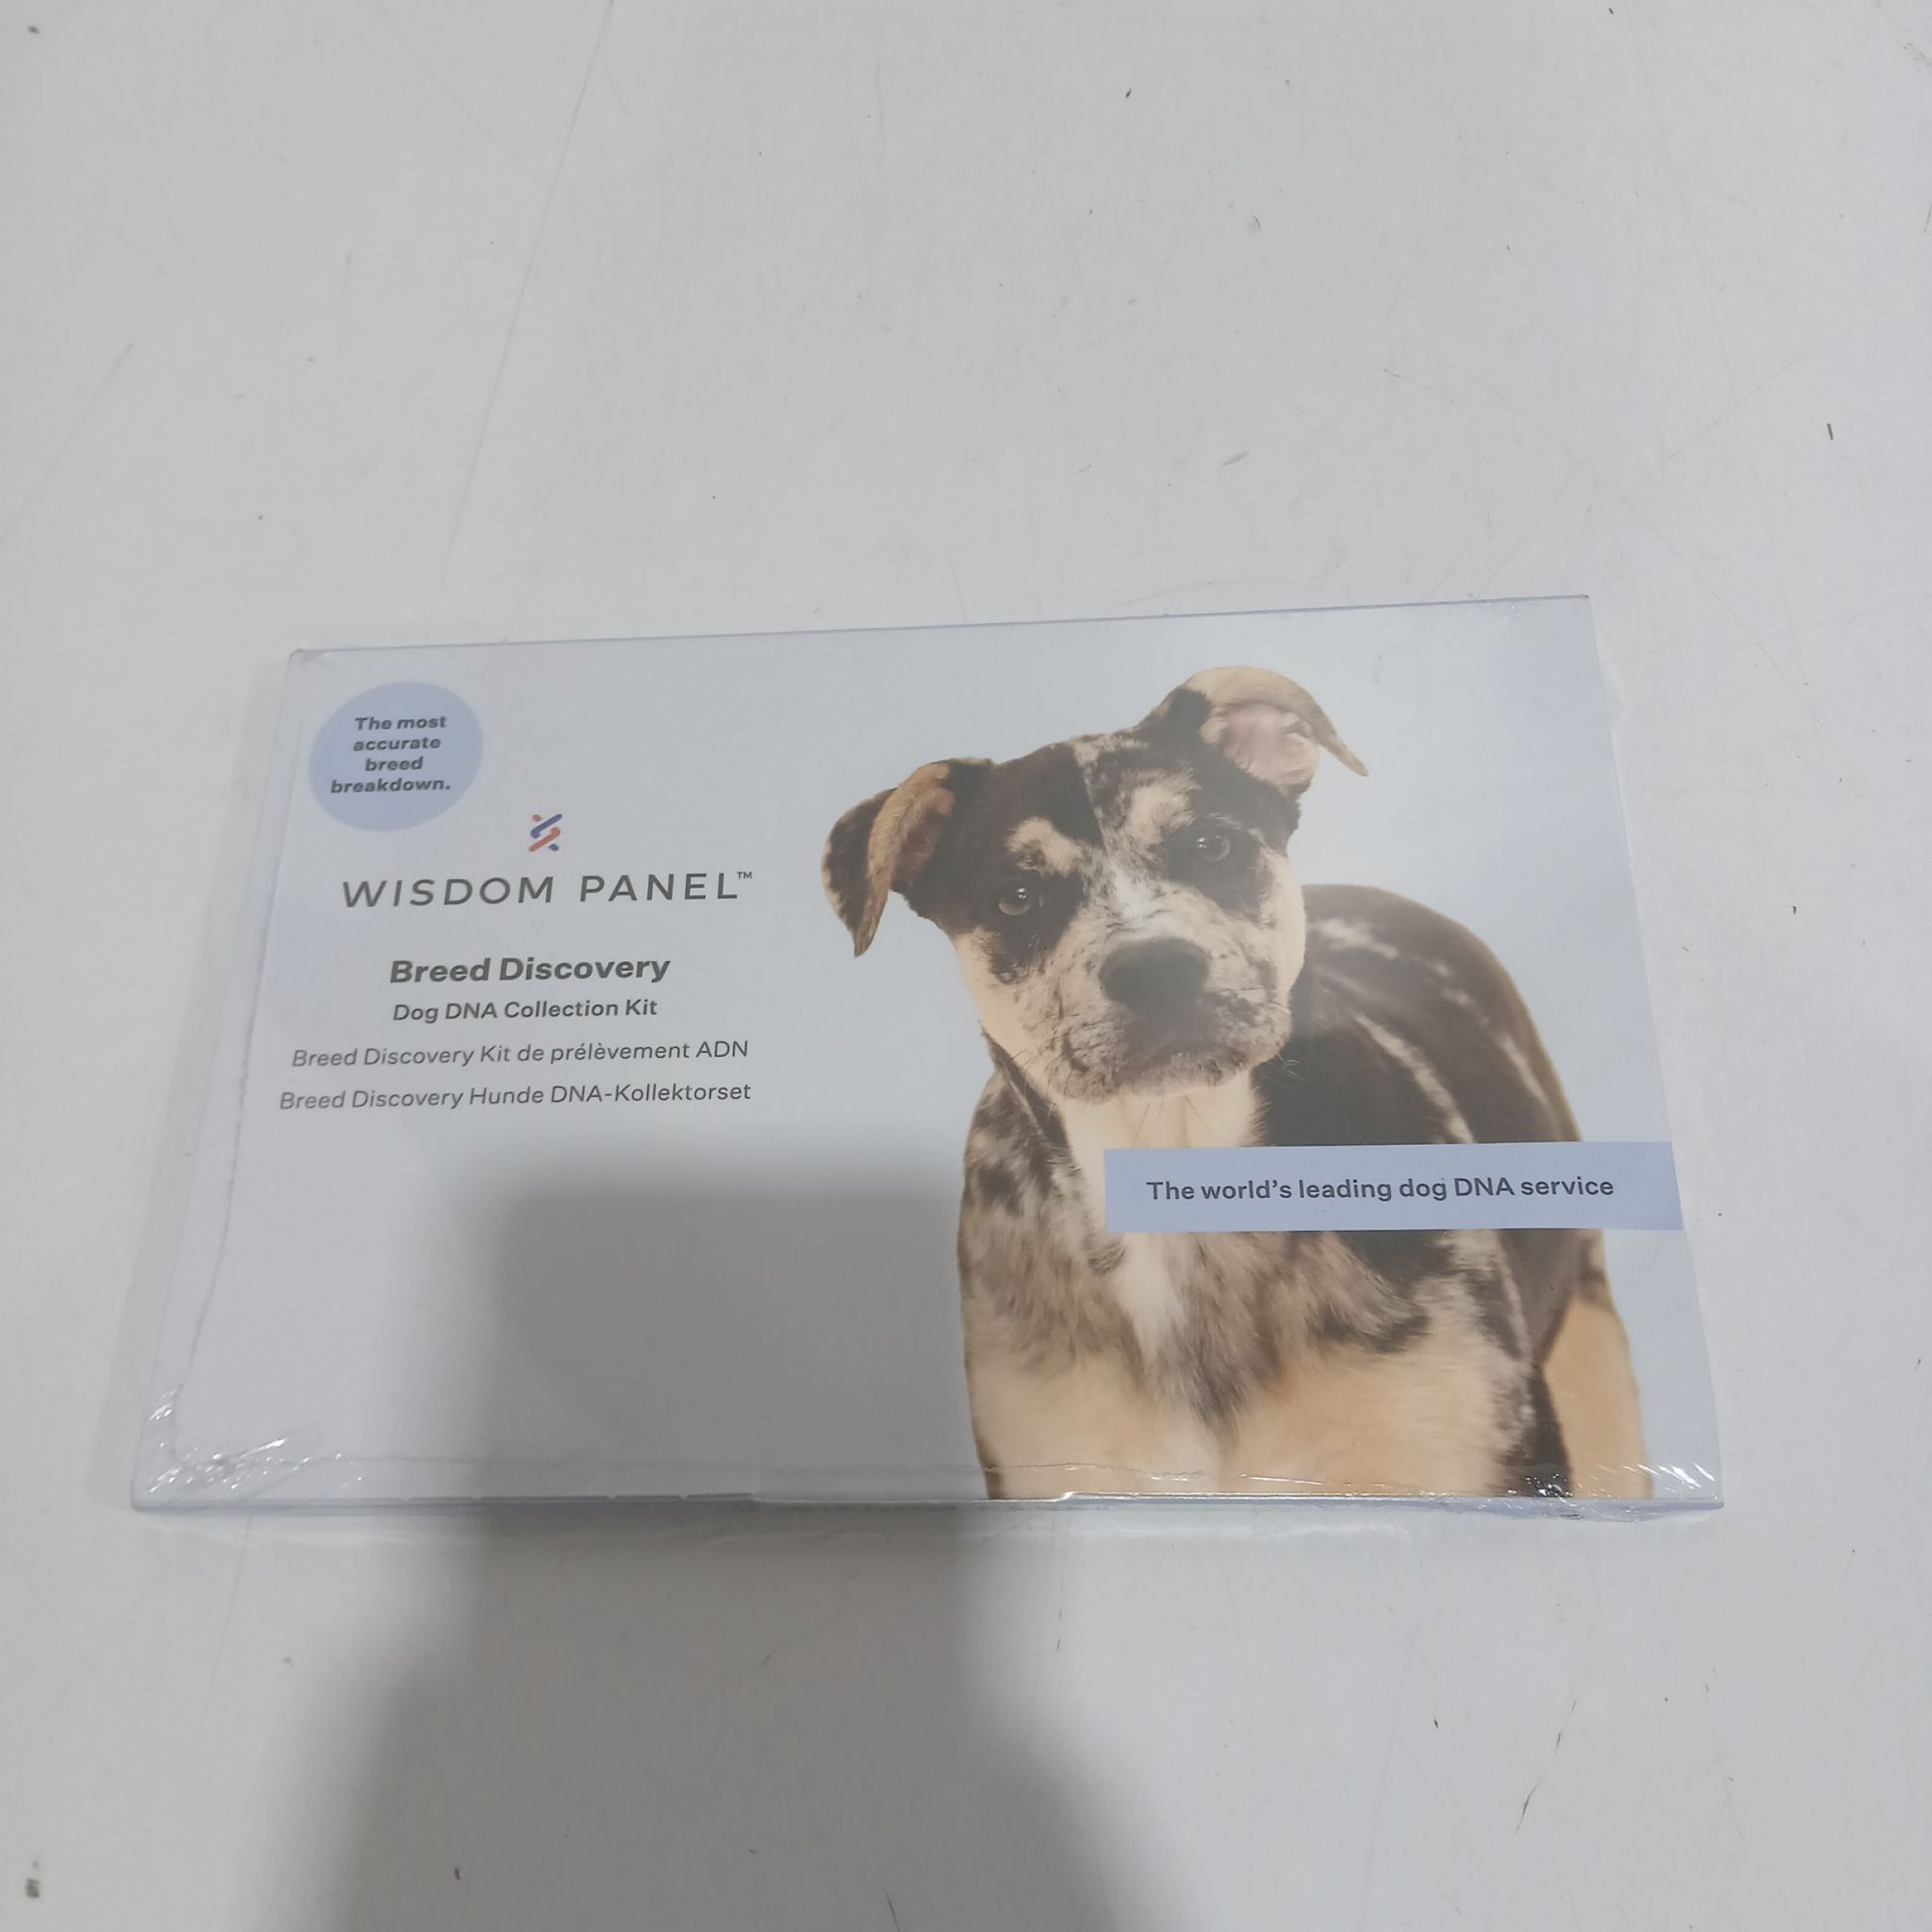 The most
accurate
breed
breakdown.
WISDOM PANEL™
Breed Discovery
Dog DNA Collection Kit
Breed Discovery Kit de prélèvement ADN
Breed Discovery Hunde DNA-Kollektorset
The world's leading dog DNA service